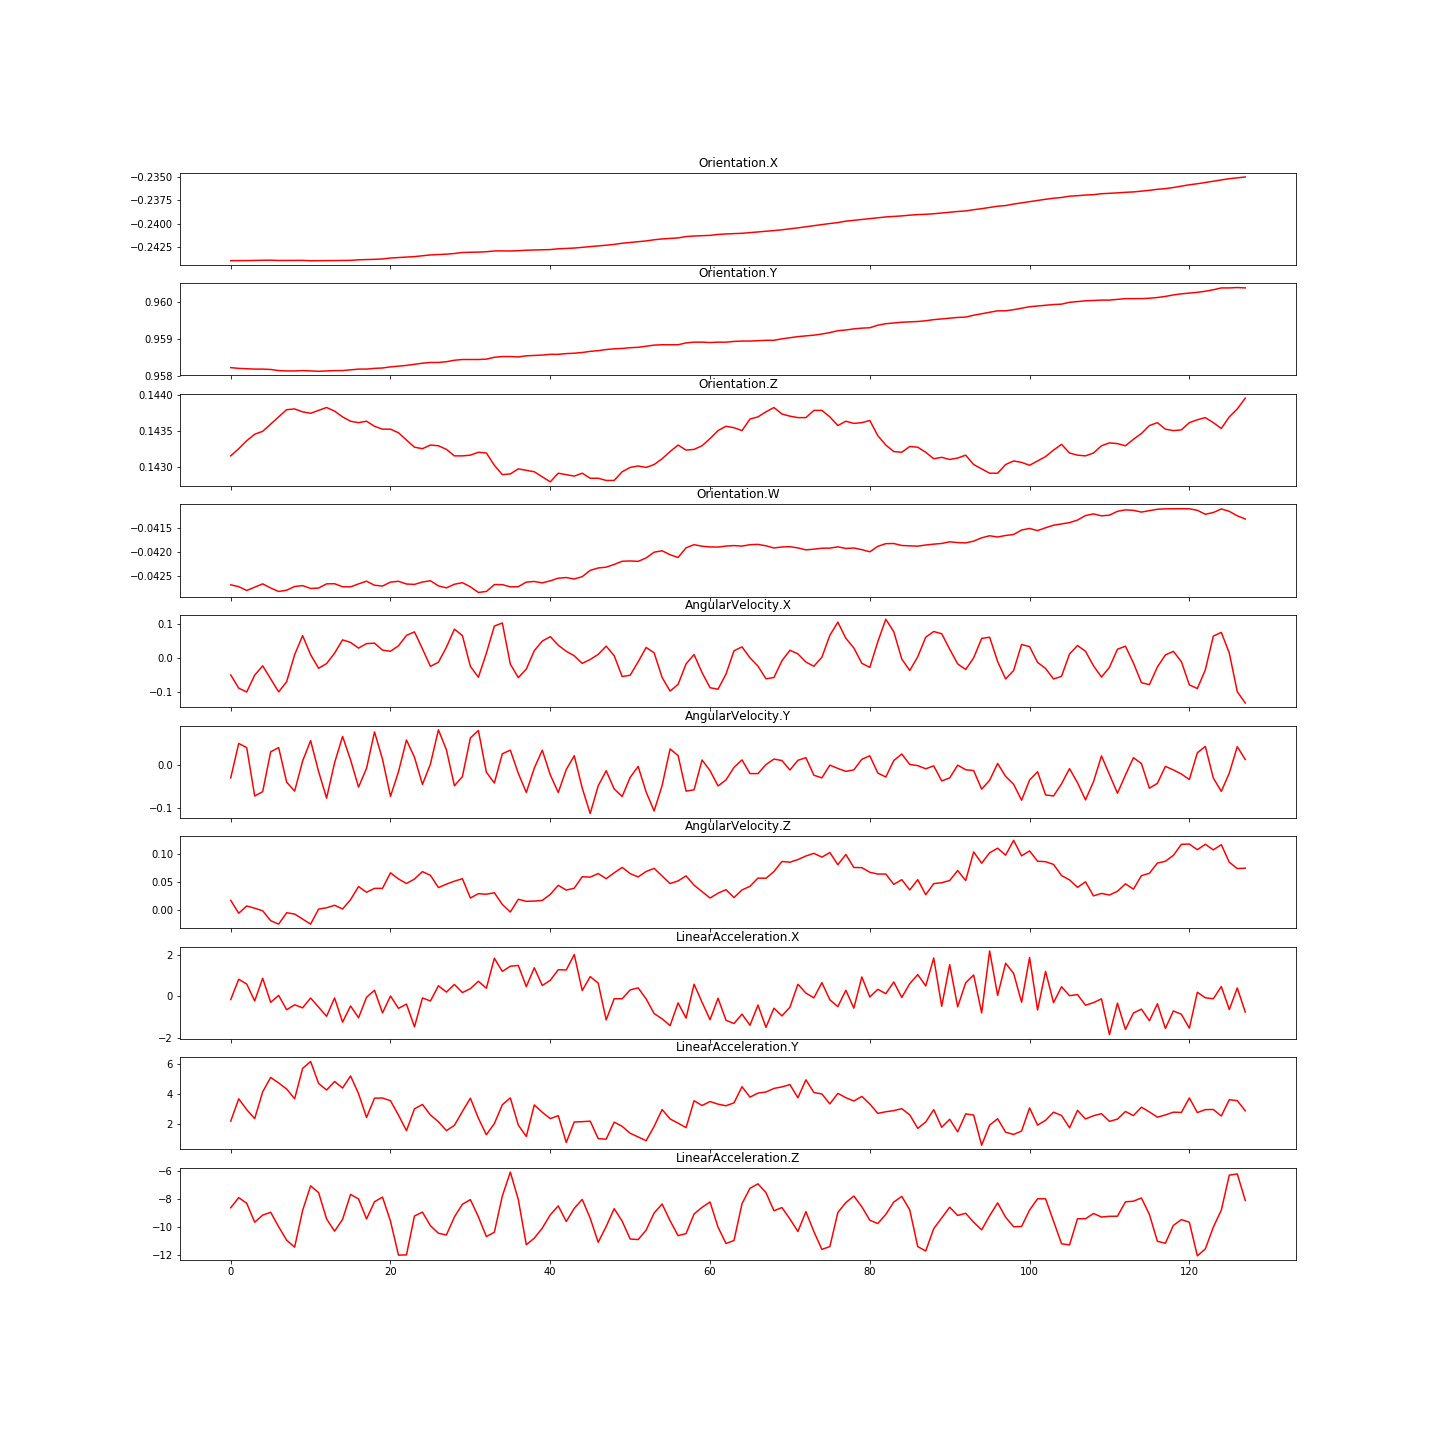 Orientation.X
−0.2350
−0.2375
−0.2400
−0.2425
Orientation.Y
0.960
0.959
0.958
Orientation.Z
0.1440
0.1435
0.1430
Orientation.W
−0.0415
−0.0420
−0.0425
AngularVelocity.X
0.1
0.0
−0.1
AngularVelocity.Y
0.0
−0.1
AngularVelocity.Z
0.10
0.05
0.00
LinearAcceleration.X
2
0
−2
LinearAcceleration.Y
6
4
2
LinearAcceleration.Z
−6
−8
−10
−12
0 20 40 60 80 100 120